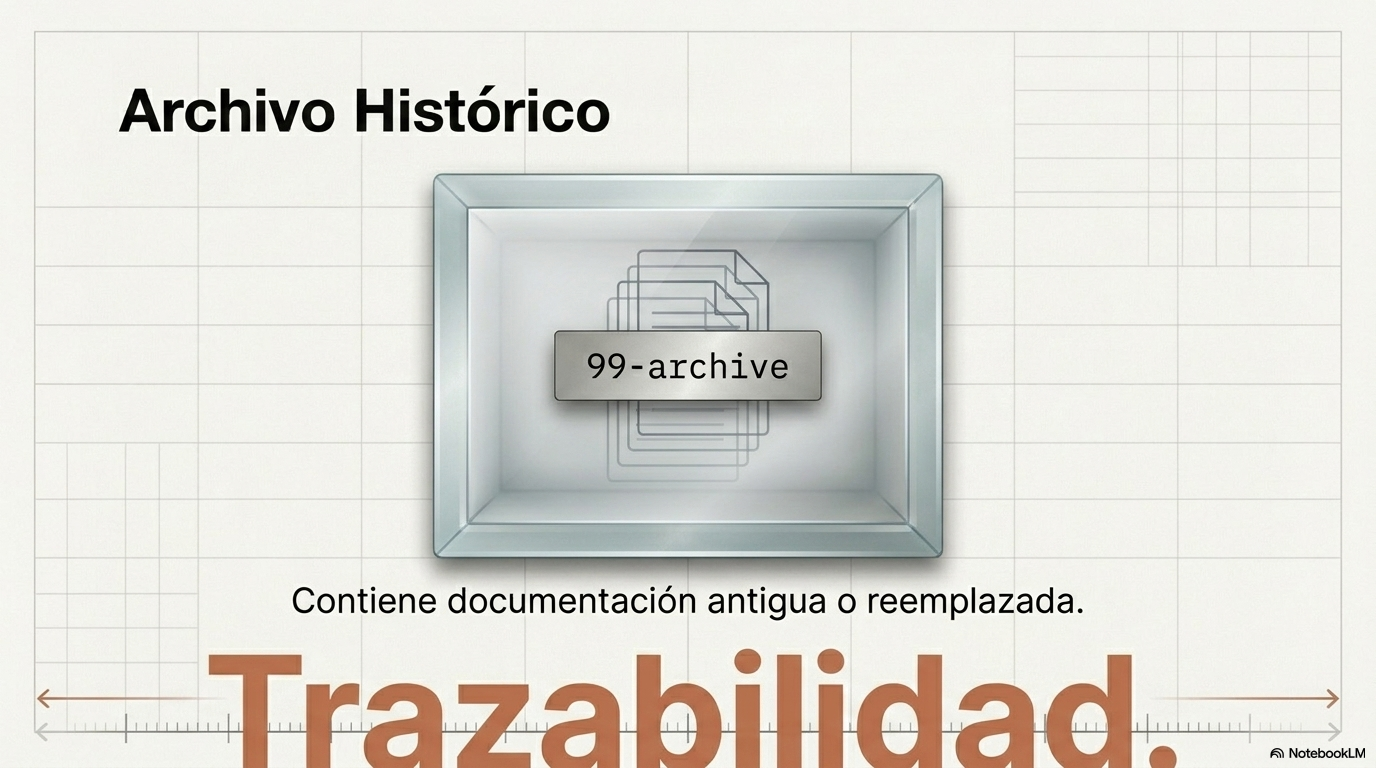 Archivo Histórico
99-archive
Contiene documentación antigua o reemplazada.
Trazabilidad.
NotebookLM